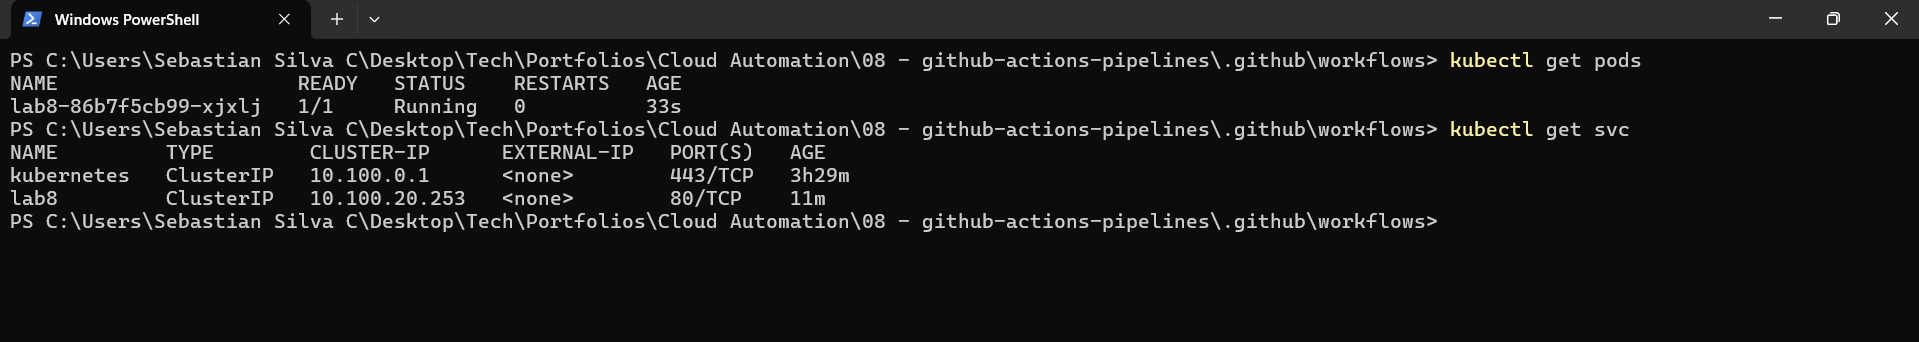 Windows PowerShell
PS C:\Users\Sebastian Silva C\Desktop\Tech\Portfolios\Cloud Automation\08 - github-actions-pipelines\.github\workflows> kubectl get pods
NAME                    READY   STATUS    RESTARTS   AGE
lab8-86b7f5cb99-xjxlj   1/1     Running   0          33s
PS C:\Users\Sebastian Silva C\Desktop\Tech\Portfolios\Cloud Automation\08 - github-actions-pipelines\.github\workflows> kubectl get svc
NAME         TYPE        CLUSTER-IP      EXTERNAL-IP   PORT(S)   AGE
kubernetes   ClusterIP   10.100.0.1      <none>        443/TCP   3h29m
lab8         ClusterIP   10.100.20.253   <none>        80/TCP    11m
PS C:\Users\Sebastian Silva C\Desktop\Tech\Portfolios\Cloud Automation\08 - github-actions-pipelines\.github\workflows>